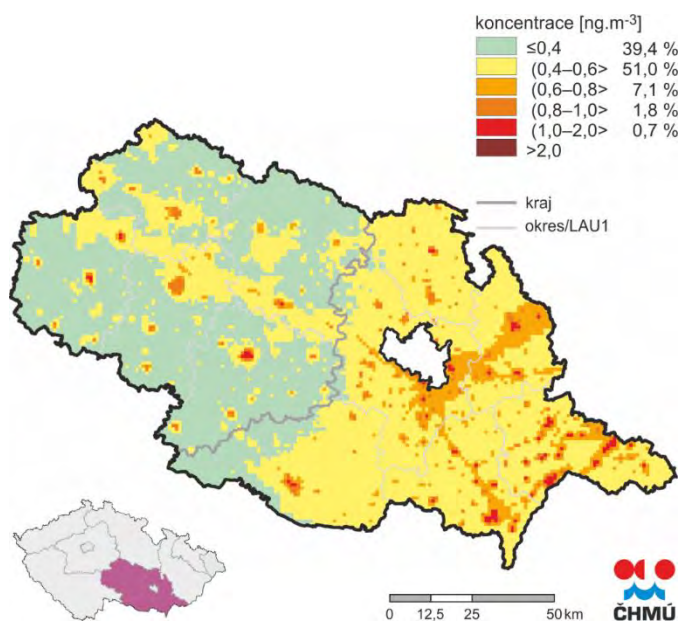 koncentrace [ng.m-³]
≤0,4 39,4 %
(0,4–0,6> 51,0 %
(0,6–0,8> 7,1 %
(0,8–1,0> 1,8 %
(1,0–2,0> 0,7 %
>2,0
kraj
okres/LAU1
0 12,5 25 50 km
ČHMÚ